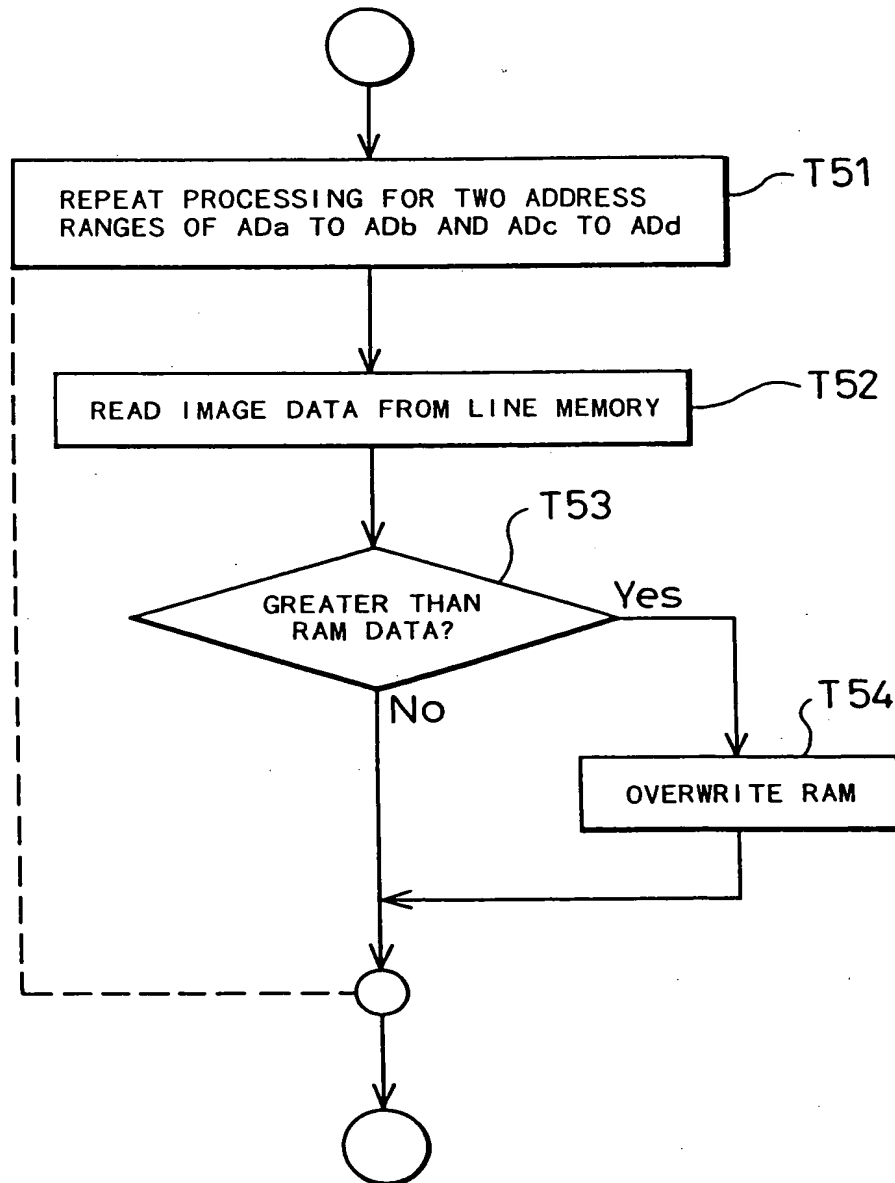 T51
REPEAT PROCESSING FOR TWO ADDRESS
RANGES OF ADa TO ADb AND ADc TO ADd
T52
READ IMAGE DATA FROM LINE MEMORY
T53
GREATER THAN
RAM DATA?
Yes
No
T54
OVERWRITE RAM